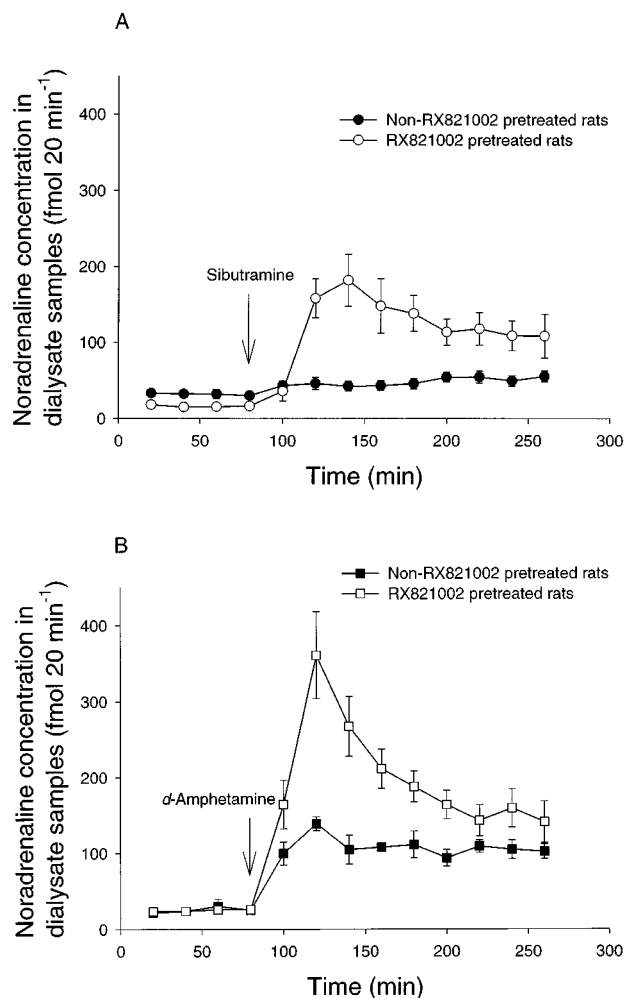 A
Noradrenaline concentration in
dialysate samples (fmol 20 min⁻¹)
400
300
200
100
0
Non-RX821002 pretreated rats
RX821002 pretreated rats
Sibutramine
0 50 100 150 200 250 300
Time (min)
B
Noradrenaline concentration in
dialysate samples (fmol 20 min⁻¹)
400
300
200
100
0
Non-RX821002 pretreated rats
RX821002 pretreated rats
d-Amphetamine
0 50 100 150 200 250 300
Time (min)